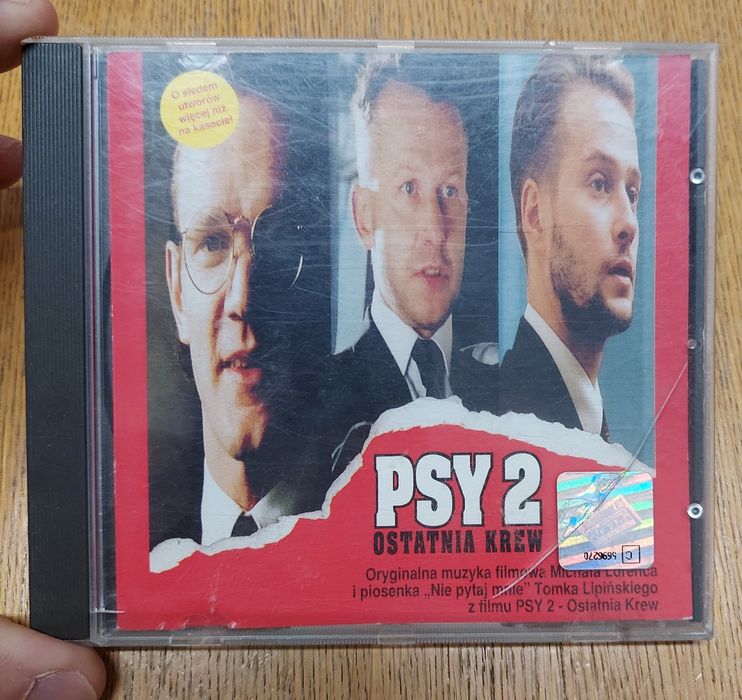 O siedem
utworów
więcej niż
na kasecie!
PSY 2
OSTATNIA KREW
C 5696270
Oryginalna muzyka filmowa Michała Lorenca
i piosenka „Nie pytaj mnie” Tomka Lipińskiego
z filmu PSY 2 - Ostatnia Krew